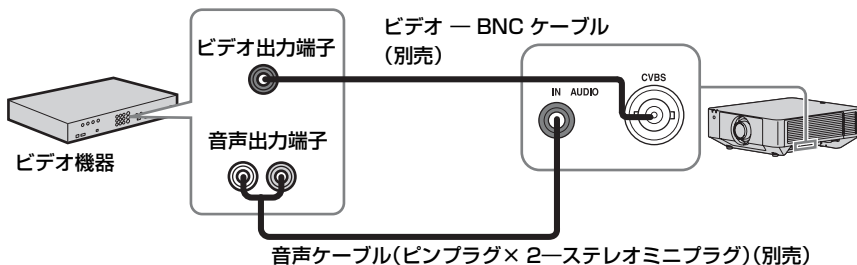 ビデオ — BNC ケーブル
(別売)
ビデオ出力端子
CVBS
IN AUDIO
音声出力端子
ビデオ機器
音声ケーブル(ピンプラグ× 2—ステレオミニプラグ)(別売)